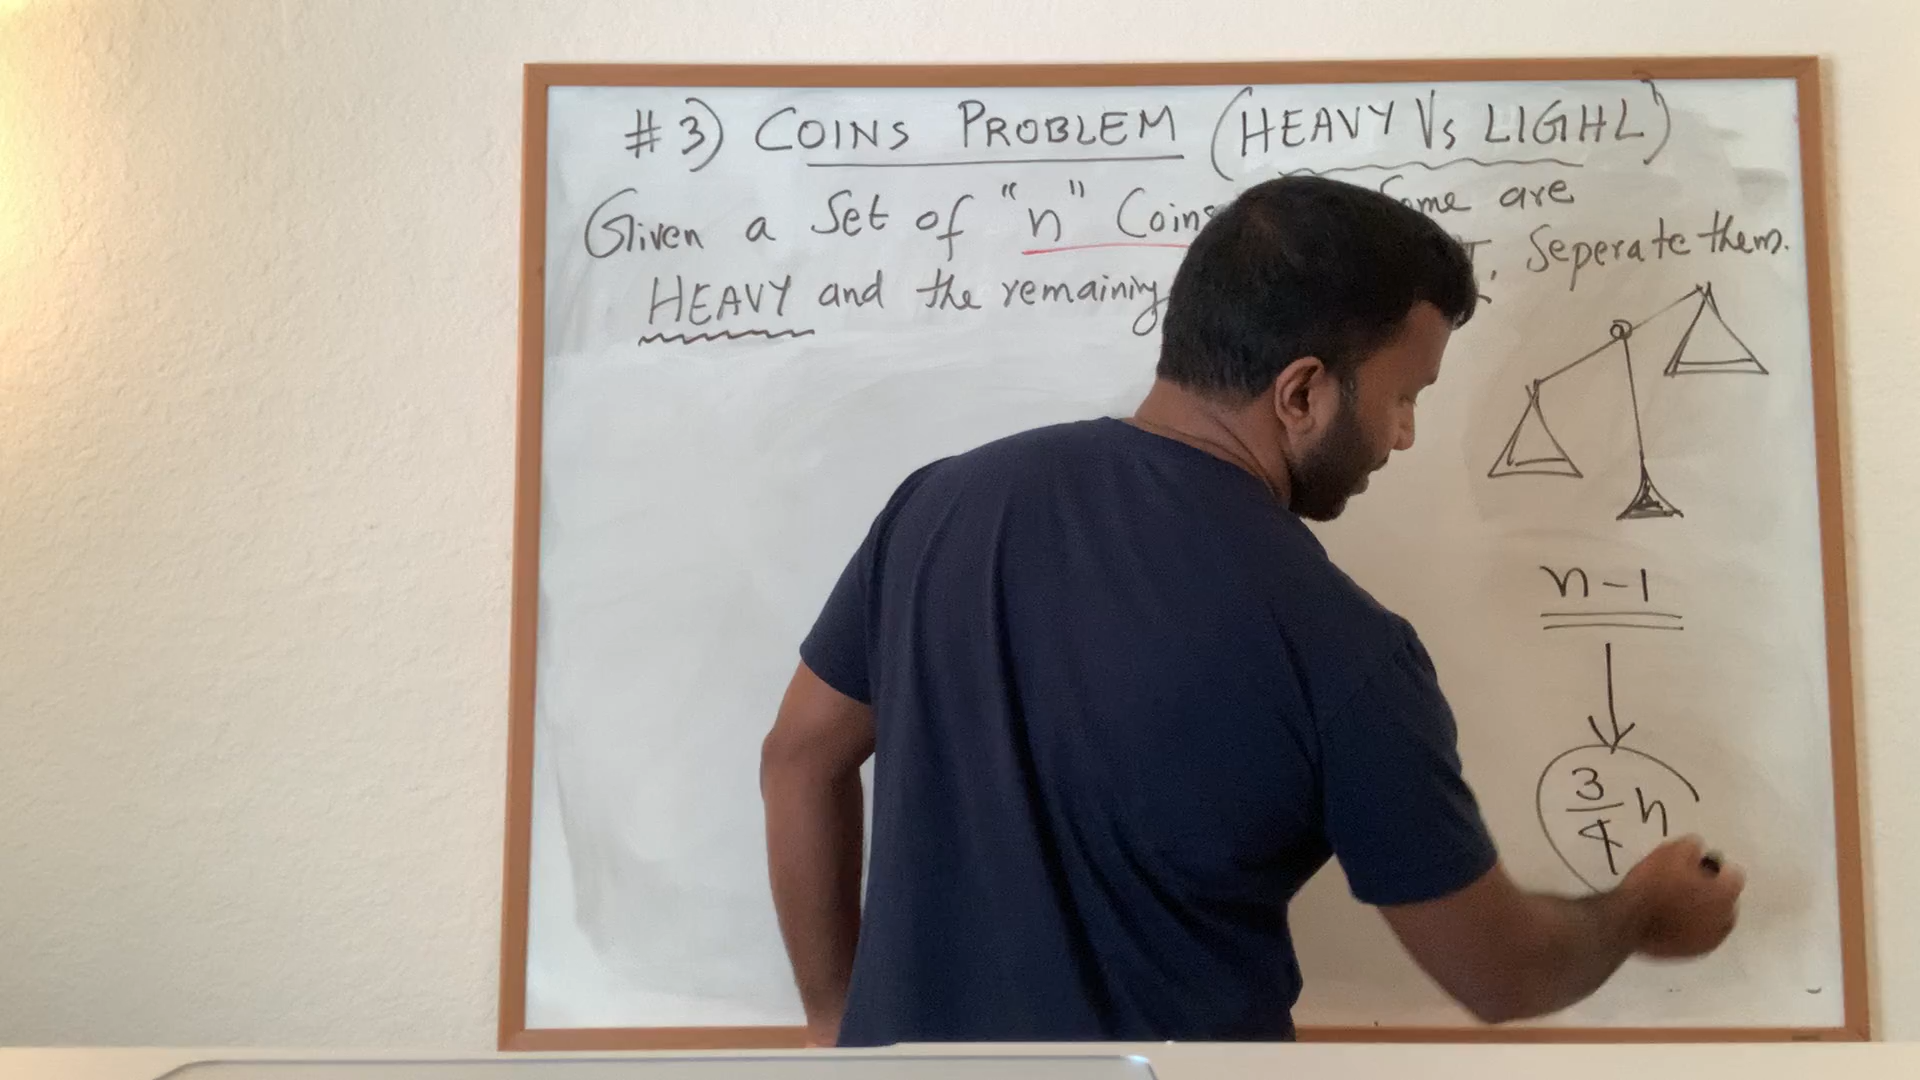 #3) COINS PROBLEM (HEAVY Vs LIGHL)
Given a Set of "n" Coins are
HEAVY and the remaining . Seperate them.
n-1
3/4 n